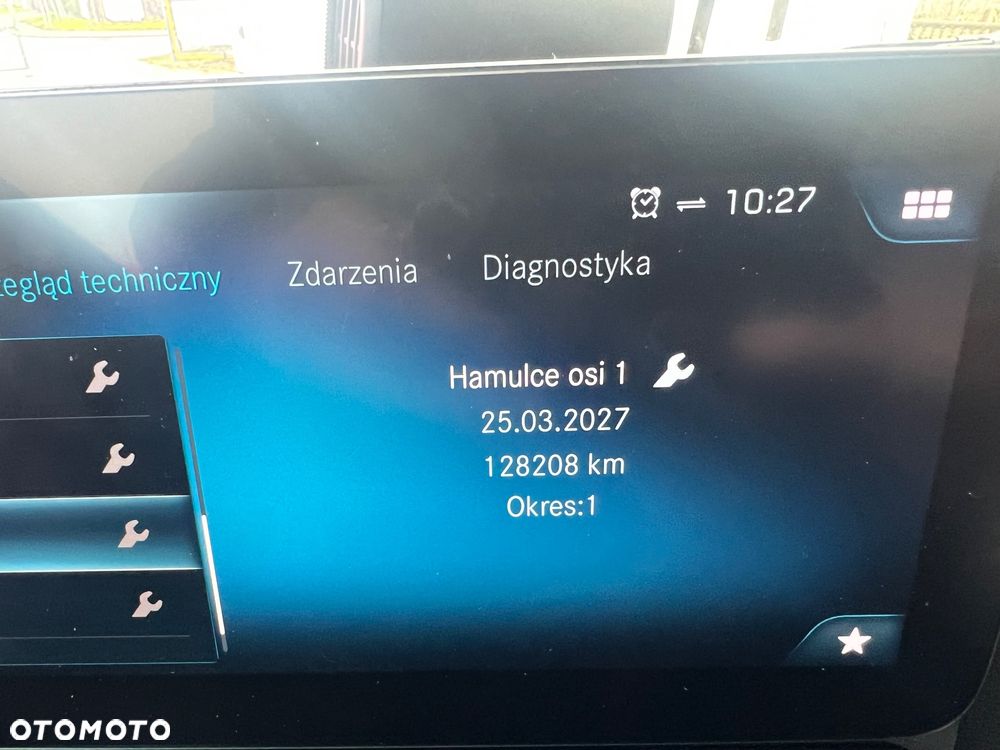 10:27
zegląd techniczny Zdarzenia Diagnostyka
Hamulce osi 1
25.03.2027
128208 km
Okres:1
OTOMOTO